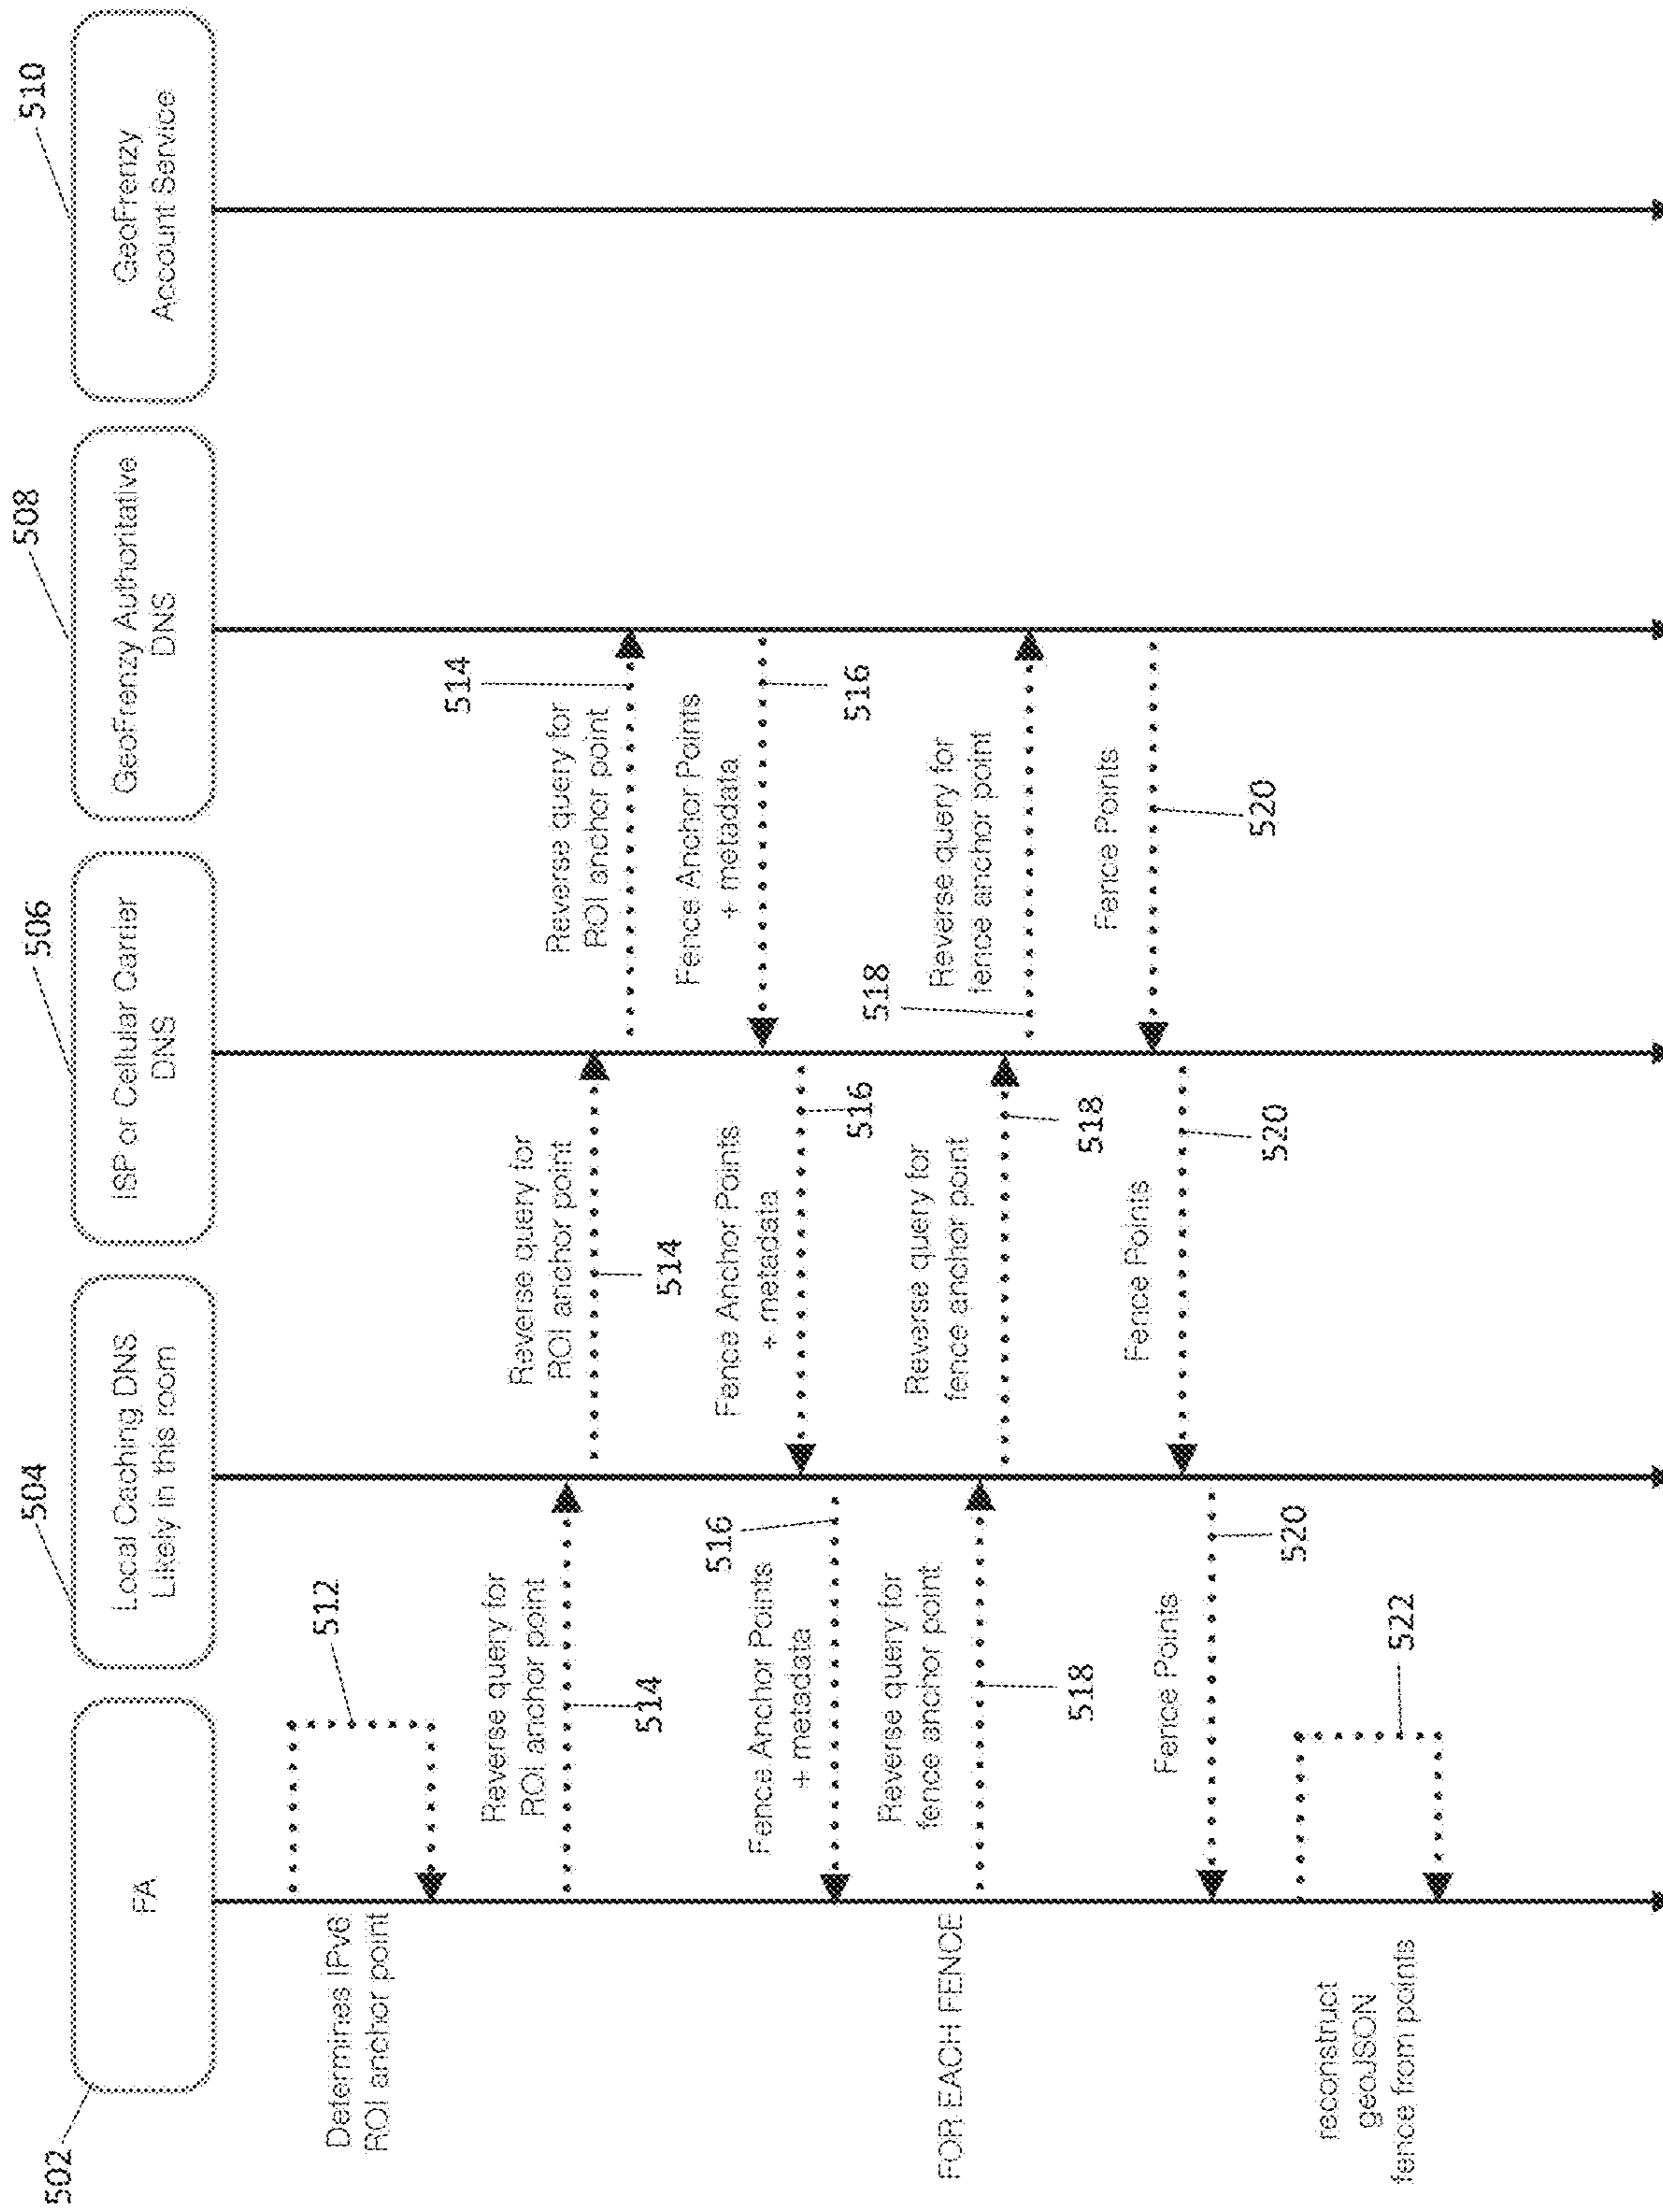 502
PA
504
Local Caching DNS
Likely in this room
506
ISP or Cellular Carrier
DNS
508
GeoFrenzy Authoritative
DNS
510
GeoFrenzy
Account Service
Determines IPv6
ROI anchor point
512
Reverse query for
ROI anchor point
514
Reverse query for
ROI anchor point
514
Reverse query for
ROI anchor point
514
Fence Anchor Points
+ metadata
516
Fence Anchor Points
+ metadata
516
Fence Anchor Points
+ metadata
516
FOR EACH FENCE
Reverse query for
fence anchor point
518
Reverse query for
fence anchor point
518
Reverse query for
fence anchor point
518
Fence Points
520
Fence Points
520
Fence Points
520
reconstruct
geoJSON
fence from points
522